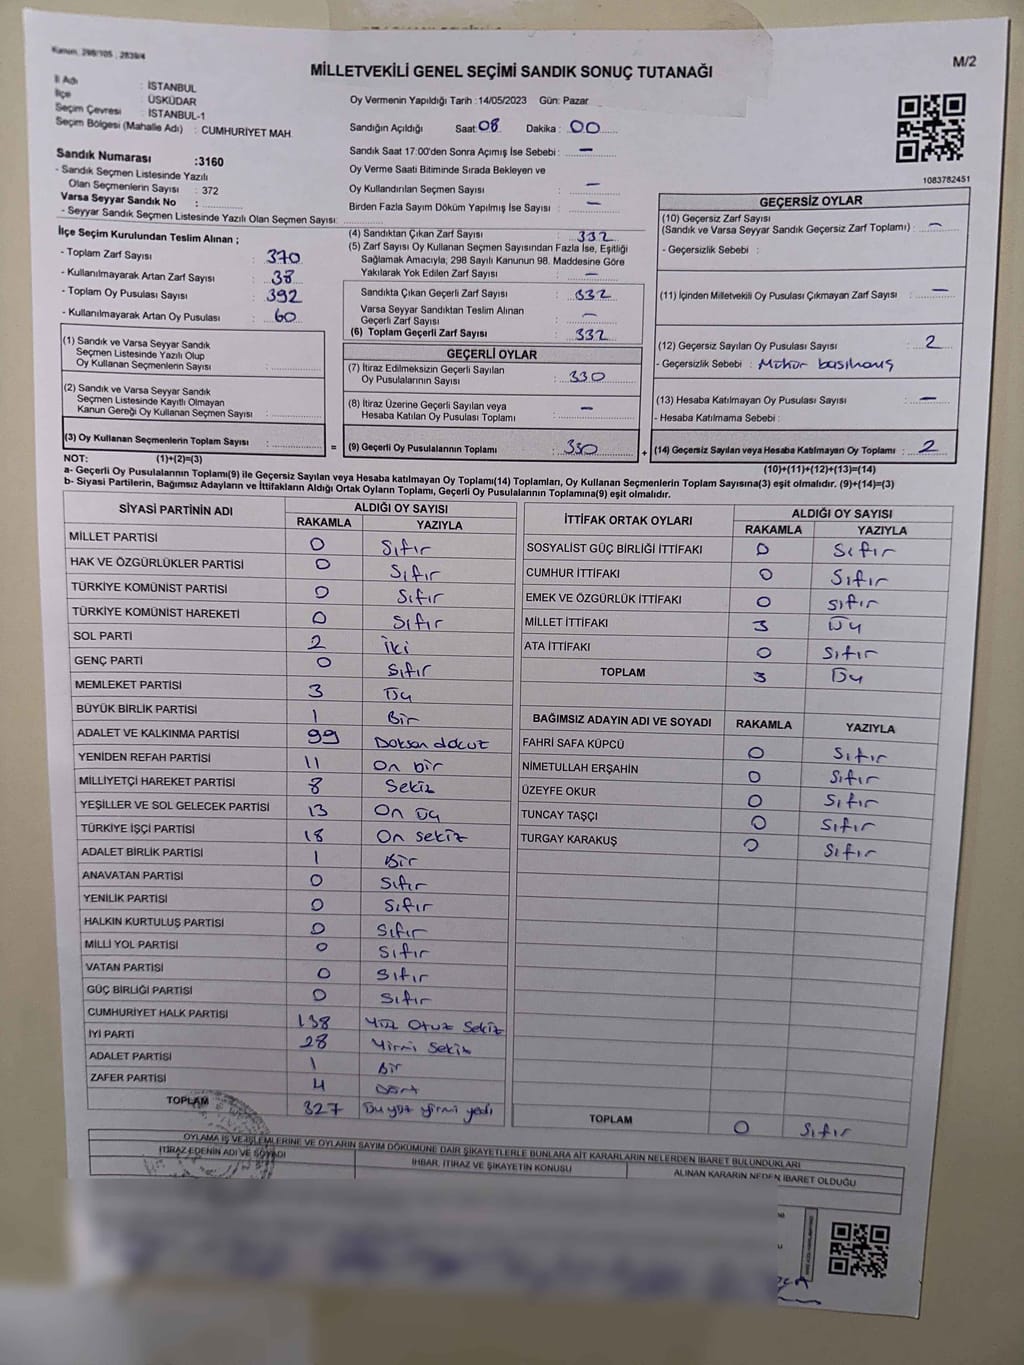 Kanun: 298/105 ; 2839/4
M/2
MİLLETVEKİLİ GENEL SEÇİMİ SANDIK SONUÇ TUTANAĞI
İl Adı : İSTANBUL
İlçe : ÜSKÜDAR
Seçim Çevresi : İSTANBUL-1
Seçim Bölgesi (Mahalle Adı) : CUMHURİYET MAH.
Sandık Numarası :3160
- Sandık Seçmen Listesinde Yazılı
Olan Seçmenlerin Sayısı : 372
Varsa Seyyar Sandık No :
- Seyyar Sandık Seçmen Listesinde Yazılı Olan Seçmen Sayısı:
İlçe Seçim Kurulundan Teslim Alınan ;
- Toplam Zarf Sayısı : 370
- Kullanılmayarak Artan Zarf Sayısı : 38
- Toplam Oy Pusulası Sayısı : 392
- Kullanılmayarak Artan Oy Pusulası : 60
Oy Vermenin Yapıldığı Tarih :14/05/2023 Gün: Pazar
Sandığın Açıldığı Saat: 08 Dakika : 00
Sandık Saat 17:00'den Sonra Açımış İse Sebebi : —
Oy Verme Saati Bitiminde Sırada Bekleyen ve
Oy Kullandırılan Seçmen Sayısı : —
Birden Fazla Sayım Döküm Yapılmış İse Sayısı : —
(4) Sandıktan Çıkan Zarf Sayısı : 332
(5) Zarf Sayısı Oy Kullanan Seçmen Sayısından Fazla İse, Eşitliği
Sağlamak Amacıyla; 298 Sayılı Kanunun 98. Maddesine Göre
Yakılarak Yok Edilen Zarf Sayısı : —
Sandıkta Çıkan Geçerli Zarf Sayısı : 332
Varsa Seyyar Sandıktan Teslim Alınan
Geçerli Zarf Sayısı : —
(6) Toplam Geçerli Zarf Sayısı : 332
1083782451
GEÇERSİZ OYLAR
(10) Geçersiz Zarf Sayısı
(Sandık ve Varsa Seyyar Sandık Geçersiz Zarf Toplamı) : —
- Geçersizlik Sebebi :
(11) İçinden Milletvekili Oy Pusulası Çıkmayan Zarf Sayısı : —
(12) Geçersiz Sayılan Oy Pusulası Sayısı : 2
- Geçersizlik Sebebi : Mühür basılmamış
(13) Hesaba Katılmayan Oy Pusulası Sayısı : —
- Hesaba Katılmama Sebebi :
(14) Geçersiz Sayılan veya Hesaba Katılmayan Oy Toplamı : 2
(10)+(11)+(12)+(13)=(14)
(1) Sandık ve Varsa Seyyar Sandık
Seçmen Listesinde Yazılı Olup
Oy Kullanan Seçmenlerin Sayısı :
(2) Sandık ve Varsa Seyyar Sandık
Seçmen Listesinde Kayıtlı Olmayan
Kanun Gereği Oy Kullanan Seçmen Sayısı :
(3) Oy Kullanan Seçmenlerin Toplam Sayısı : =
GEÇERLİ OYLAR
(7) İtiraz Edilmeksizin Geçerli Sayılan
Oy Pusulalarının Sayısı : 330
(8) İtiraz Üzerine Geçerli Sayılan veya
Hesaba Katılan Oy Pusulası Toplamı : —
(9) Geçerli Oy Pusulalarının Toplamı : 330 +
NOT: (1)+(2)=(3)
a- Geçerli Oy Pusulalarının Toplamı(9) ile Geçersiz Sayılan veya Hesaba katılmayan Oy Toplamı(14) Toplamları, Oy Kullanan Seçmenlerin Toplam Sayısına(3) eşit olmalıdır. (9)+(14)=(3)
b- Siyasi Partilerin, Bağımsız Adayların ve İttifakların Aldığı Ortak Oyların Toplamı, Geçerli Oy Pusulalarının Toplamına(9) eşit olmalıdır.
SİYASİ PARTİNİN ADI ALDIĞI OY SAYISI
RAKAMLA YAZIYLA
MİLLET PARTİSİ 0 Sıfır
HAK VE ÖZGÜRLÜKLER PARTİSİ 0 Sıfır
TÜRKİYE KOMÜNİST PARTİSİ 0 Sıfır
TÜRKİYE KOMÜNİST HAREKETİ 0 Sıfır
SOL PARTİ 2 İki
GENÇ PARTİ 0 Sıfır
MEMLEKET PARTİSİ 3 Üç
BÜYÜK BİRLİK PARTİSİ 1 Bir
ADALET VE KALKINMA PARTİSİ 99 Doksan dokuz
YENİDEN REFAH PARTİSİ 11 On bir
MİLLİYETÇİ HAREKET PARTİSİ 8 Sekiz
YEŞİLLER VE SOL GELECEK PARTİSİ 13 On üç
TÜRKİYE İŞÇİ PARTİSİ 18 On sekiz
ADALET BİRLİK PARTİSİ 1 Bir
ANAVATAN PARTİSİ 0 Sıfır
YENİLİK PARTİSİ 0 Sıfır
HALKIN KURTULUŞ PARTİSİ 0 Sıfır
MİLLİ YOL PARTİSİ 0 Sıfır
VATAN PARTİSİ 0 Sıfır
GÜÇ BİRLİĞİ PARTİSİ 0 Sıfır
CUMHURİYET HALK PARTİSİ 138 Yüz Otuz Sekiz
İYİ PARTİ 28 Yirmi Sekiz
ADALET PARTİSİ 1 Bir
ZAFER PARTİSİ 4 Dört
TOPLAM 327 Üç yüz yirmi yedi
İTTİFAK ORTAK OYLARI ALDIĞI OY SAYISI
RAKAMLA YAZIYLA
SOSYALİST GÜÇ BİRLİĞİ İTTİFAKI 0 Sıfır
CUMHUR İTTİFAKI 0 Sıfır
EMEK VE ÖZGÜRLÜK İTTİFAKI 0 Sıfır
MİLLET İTTİFAKI 3 Üç
ATA İTTİFAKI 0 Sıfır
TOPLAM 3 Üç
BAĞIMSIZ ADAYIN ADI VE SOYADI RAKAMLA YAZIYLA
FAHRİ SAFA KÜPCÜ 0 Sıfır
NİMETULLAH ERŞAHİN 0 Sıfır
ÜZEYFE OKUR 0 Sıfır
TUNCAY TAŞÇI 0 Sıfır
TURGAY KARAKUŞ 0 Sıfır
TOPLAM 0 Sıfır
OYLAMA İŞ VE İŞLEMLERİNE VE OYLARIN SAYIM DÖKÜMÜNE DAİR ŞİKAYETLERLE BUNLARA AİT KARARLARIN NELERDEN İBARET BULUNDUKLARI
İTİRAZ EDENİN ADI VE SOYADI İHBAR, İTİRAZ VE ŞİKAYETİN KONUSU ALINAN KARARIN NEDEN İBARET OLDUĞU